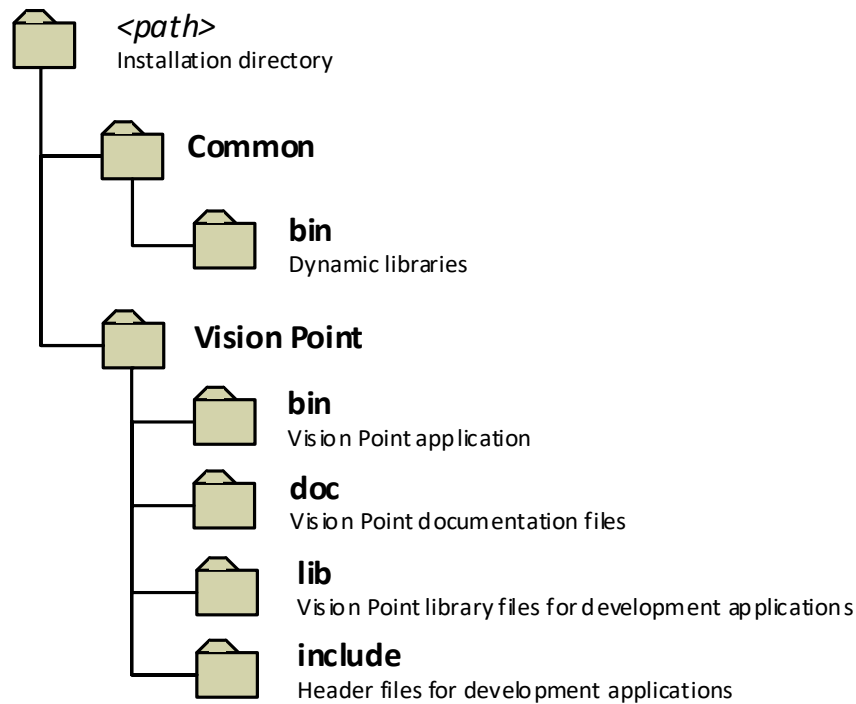 <path>
Installation directory
Common
bin
Dynamic libraries
Vision Point
bin
Vision Point application
doc
Vision Point documentation files
lib
Vision Point library files for development applications
include
Header files for development applications